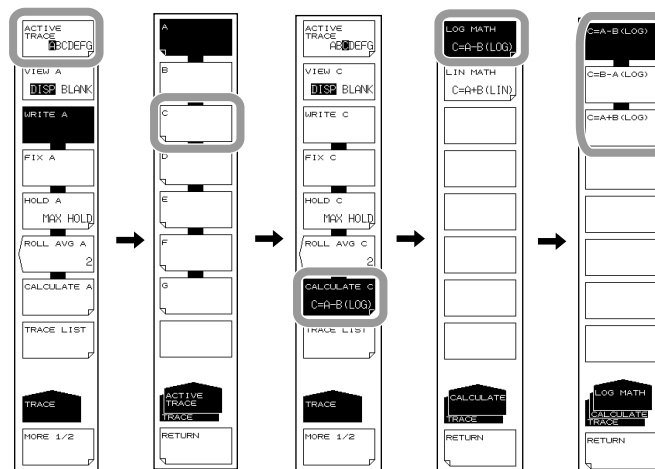 ACTIVE
TRACE
ABCDEFG
VIEW A
DISP BLANK
WRITE A
FIX A
HOLD A
MAX HOLD
ROLL AVG A
2
CALCULATE A
TRACE LIST
TRACE
MORE 1/2
A
B
C
D
E
F
G
ACTIVE
TRACE
TRACE
RETURN
ACTIVE
TRACE
ABCDEFG
VIEW C
DISP BLANK
WRITE C
FIX C
HOLD C
MAX HOLD
ROLL AVG C
2
CALCULATE C
C=A-B(LOG)
TRACE LIST
TRACE
MORE 1/2
LOG MATH
C=A-B(LOG)
LIN MATH
C=A+B(LIN)
CALCULATE
TRACE
RETURN
C=A-B(LOG)
C=B-A(LOG)
C=A+B(LOG)
LOG MATH
CALCULATE
TRACE
RETURN